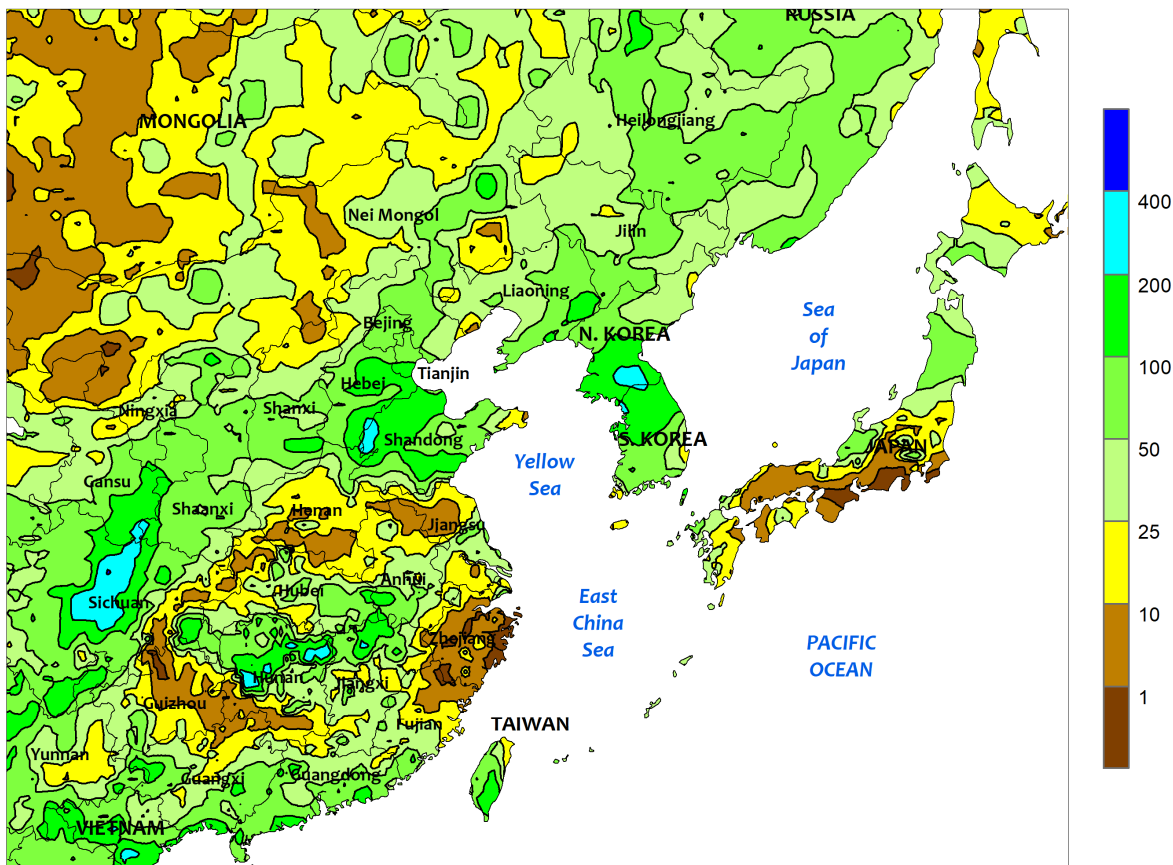 RUSSIA
r
MONGOLIA
Heilongjiang
400
Nei Mongol
Jilin
200
Liaoning
Sea
of
Japan
Bejing
N. KOREA
100
Tianjin
Hebei
Ningxia
Shanxi
Shandong
S. KOREA
JAPAN
50
Yellow
Sea
Gansu
Shaanxi
Henan
Jjangsu
25
Anhui
Hubei
Sichuan
East
China
Sea
10
Zhejiang
PACIFIC
OCEAN
Hunan
Jiangxi
1
Guizhou
Fujian
TAIWAN
Yunnan
Guangxi
Guangdong
VIETNAM